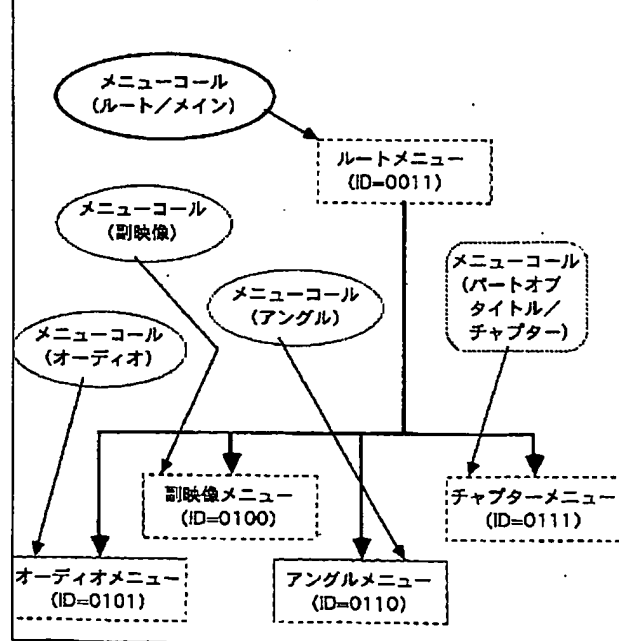 メニューコール
(ルート/メイン)
ルートメニュー
(ID=0011)
メニューコール
(副映像)
メニューコール
(アングル)
メニューコール
(パートオブ
タイトル/
チャプター)
メニューコール
(オーディオ)
副映像メニュー
(ID=0100)
チャプターメニュー
(ID=0111)
オーディオメニュー
(ID=0101)
アングルメニュー
(ID=0110)